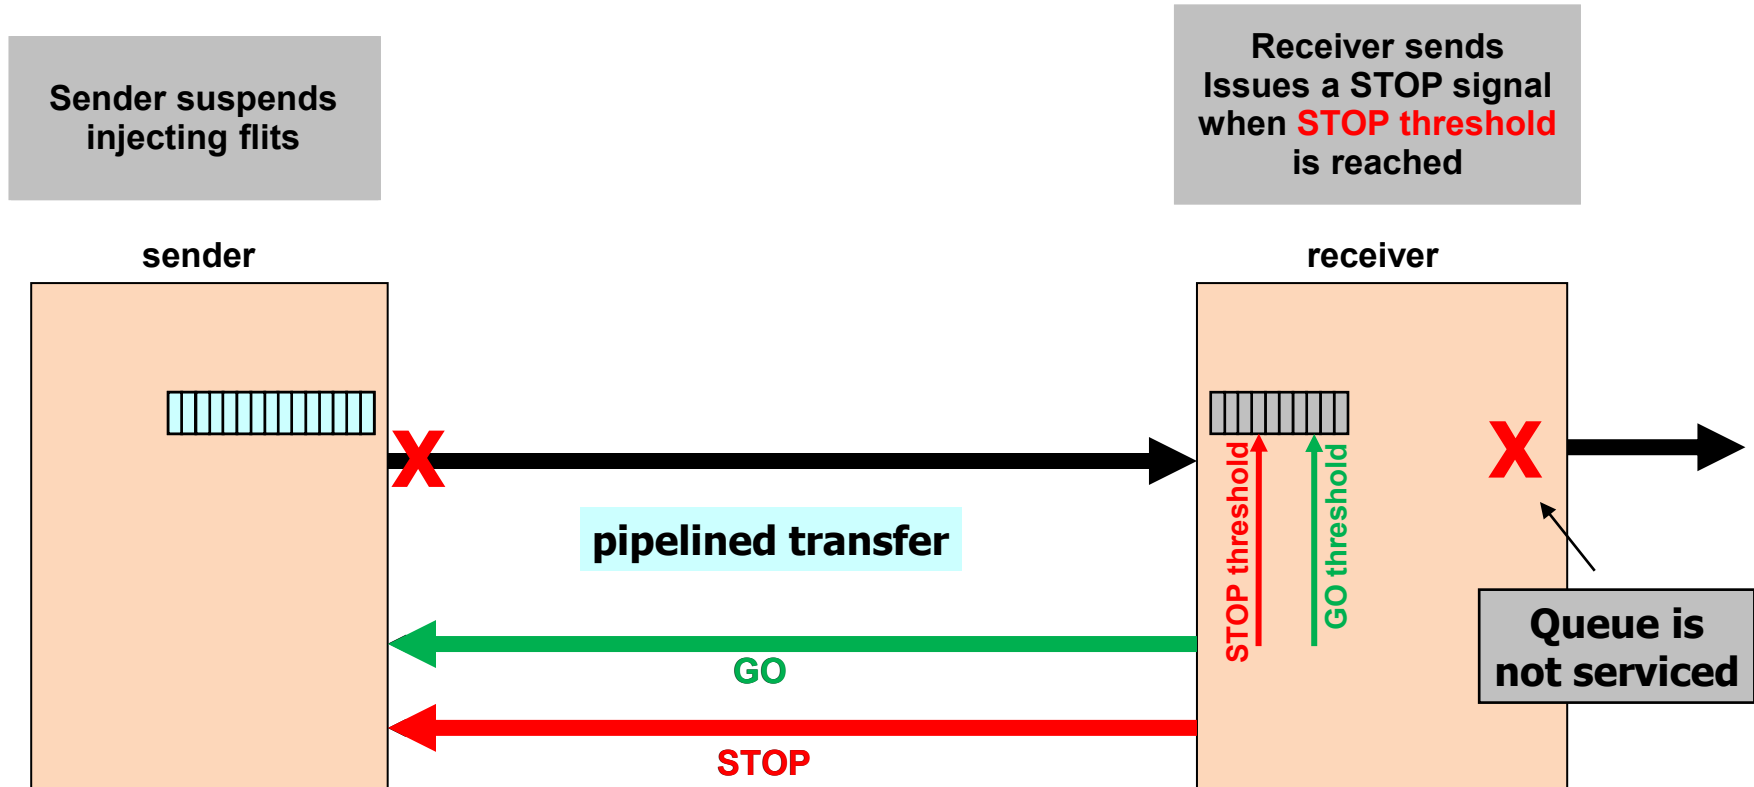 Sender suspends
injecting flits
Receiver sends
Issues a STOP signal
when STOP threshold
is reached
sender
receiver
X
X
STOP threshold
GO threshold
pipelined transfer
Queue is
not serviced
GO
STOP